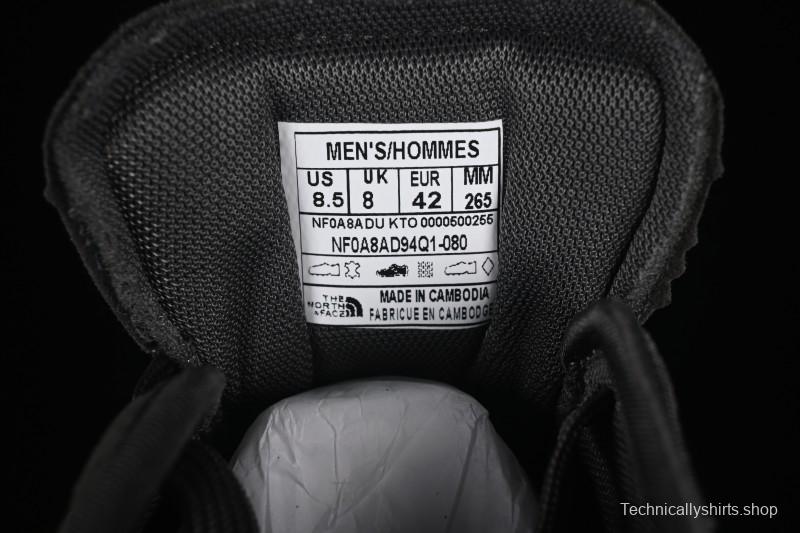 MEN'S/HOMMES
US UK EUR MM
8.5 8 42 265
NF0A8ADU KTO 0000500255
NF0A8AD94Q1-080
THE NORTH FACE
MADE IN CAMBODIA
FABRIQUE EN CAMBODGE
Technicallyshirts.shop